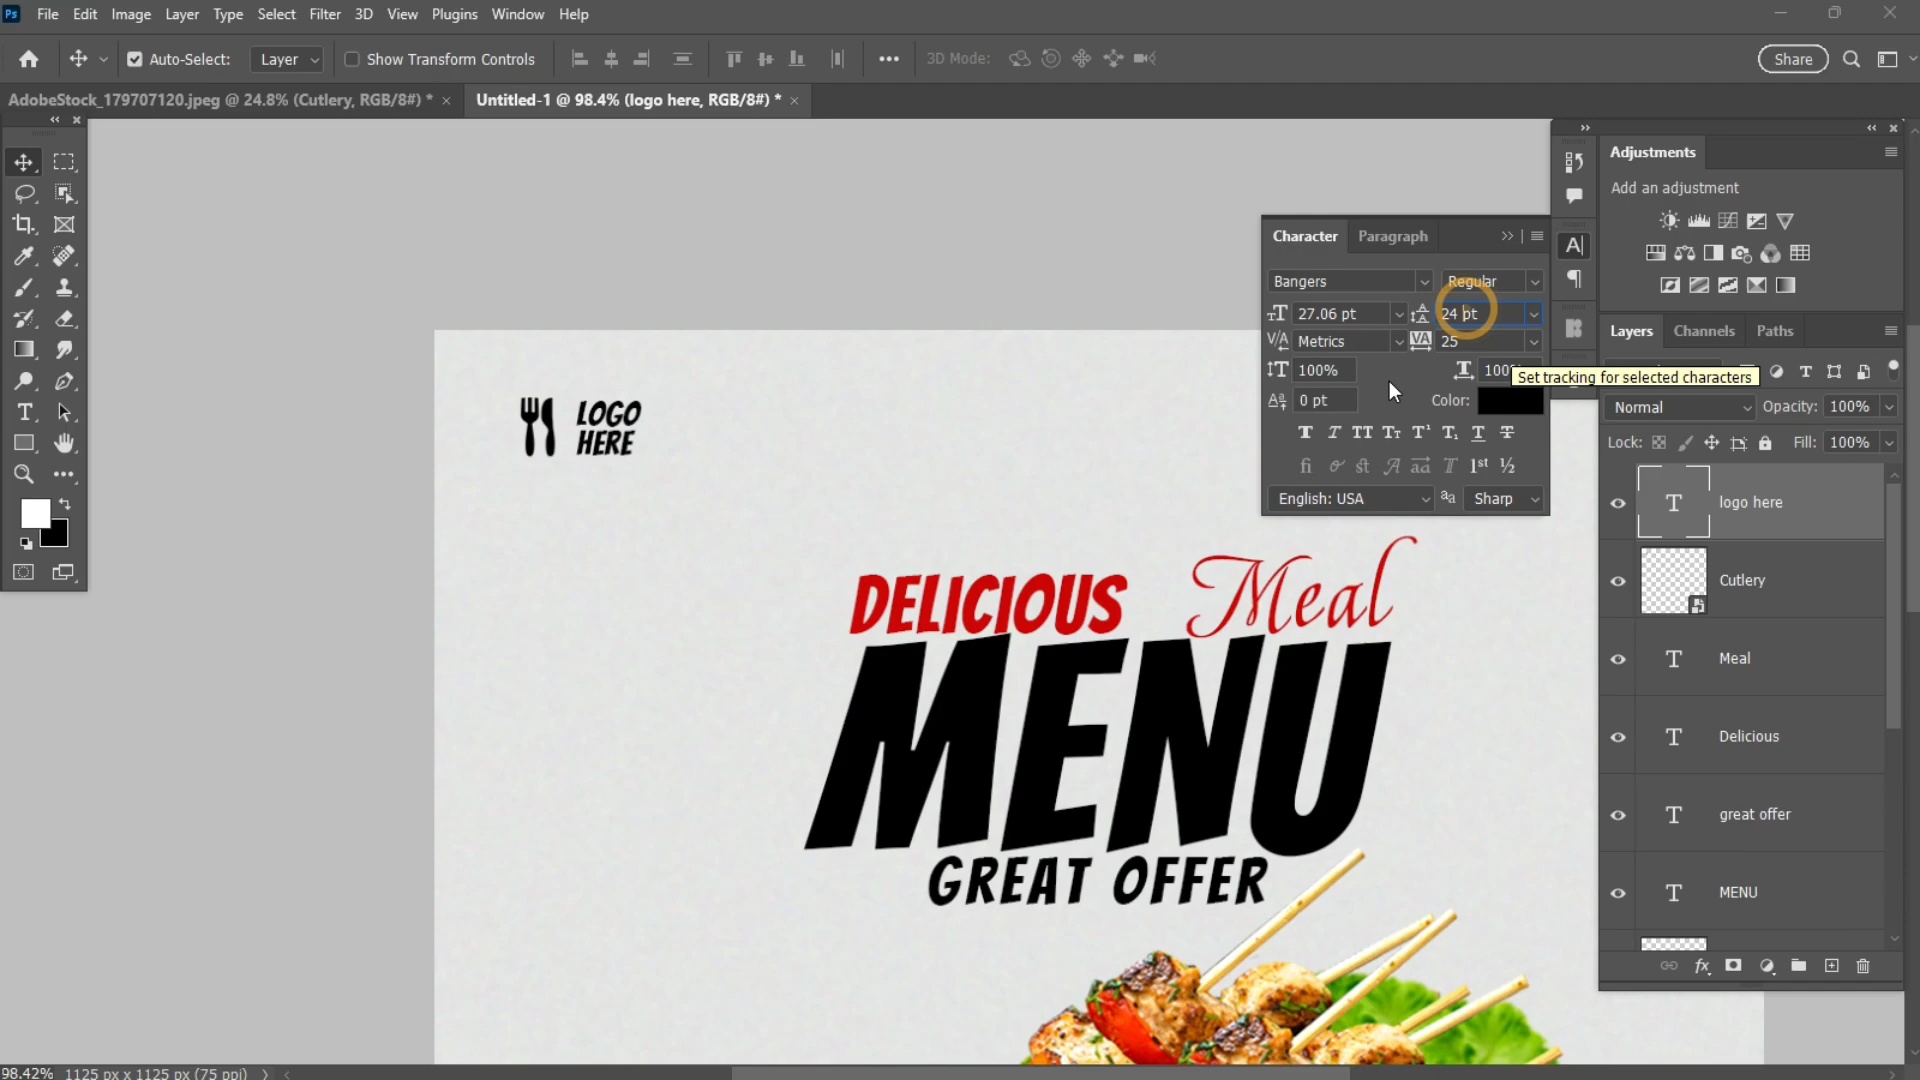 Ps File Edit Image Layer Type Select Filter 3D View Plugins Window Help
Auto-Select: Layer Show Transform Controls 3D Mode: Share
AdobeStock_179707120.jpeg @ 24.8% (Cutlery, RGB/8#) * × Untitled-1 @ 98.4% (logo here, RGB/8#) * ×
Adjustments
Add an adjustment
Character Paragraph
Bangers Regular
27.06 pt 24 pt
Metrics 25
100% 100%
Set tracking for selected characters
0 pt Color:
English: USA Sharp
Layers Channels Paths
Normal Opacity: 100%
Lock: Fill: 100%
logo here
Cutlery
Meal
Delicious
great offer
MENU
LOGO
HERE
DELICIOUS Meal
MENU
GREAT OFFER
98.42% 1125 px x 1125 px (75 ppi)